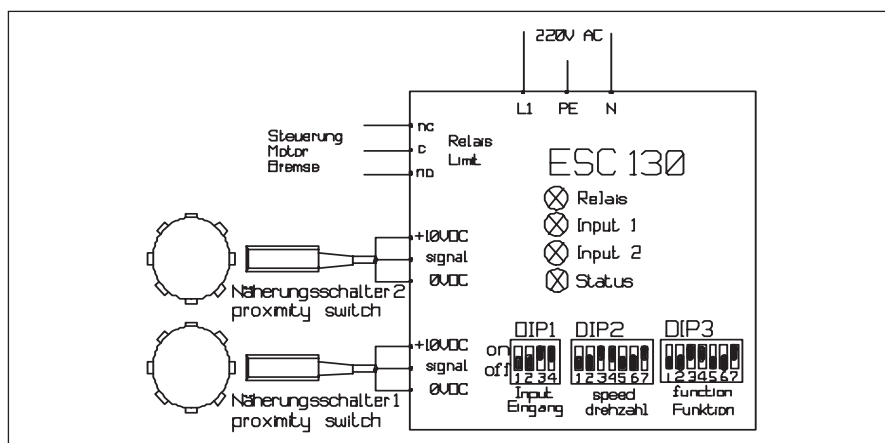 220V AC
L1 PE N
Steuerung
Motor
Bremse
nc
c
no
Relais
Limit
ESC 130
Relais
Input 1
Input 2
Status
+10VDC
signal
0VDC
Näherungsschalter 2
proximity switch
+10VDC
signal
0VDC
Näherungsschalter 1
proximity switch
DIP1 DIP2 DIP3
on
off
1 2 3 4
1 2 3 4 5 6 7
1 2 3 4 5 6 7
Input
Eingang
speed
drehzahl
function
Funktion